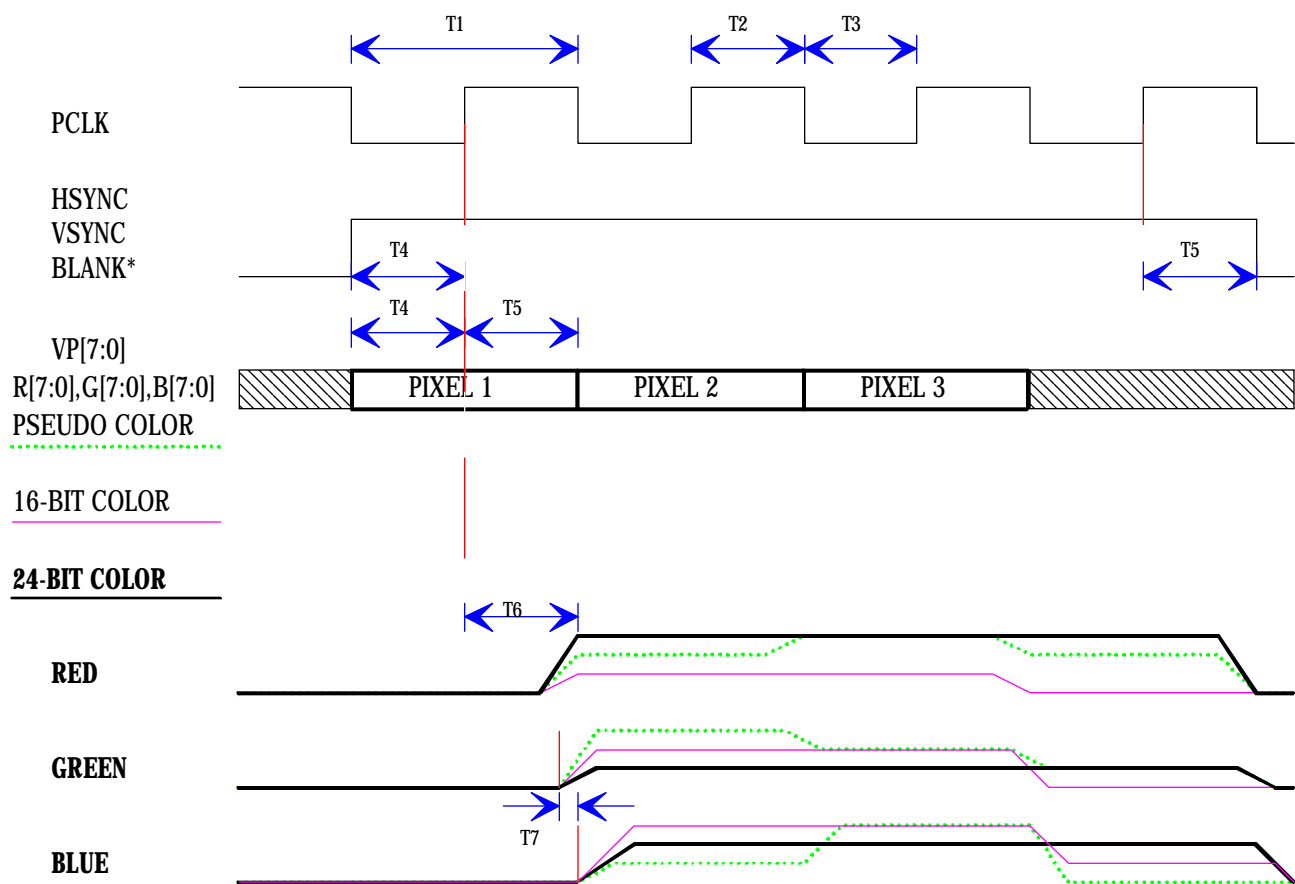 T1
T2
T3
PCLK
HSYNC
VSYNC
BLANK*
T4
T5
T4
T5
VP[7:0]
R[7:0],G[7:0],B[7:0]
PIXEL 1
PIXEL 2
PIXEL 3
PSEUDO COLOR
16-BIT COLOR
24-BIT COLOR
T6
RED
GREEN
T7
BLUE